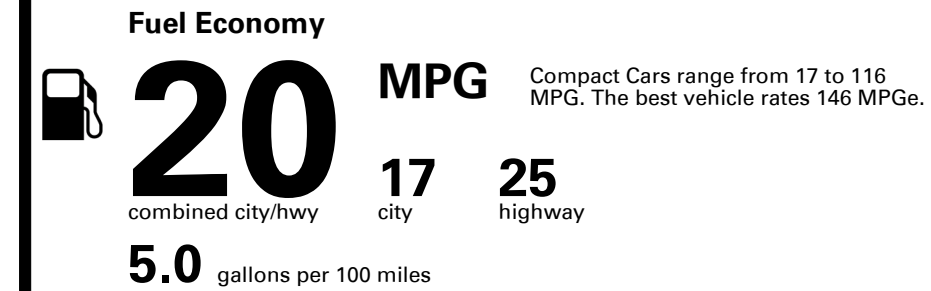 Fuel Economy
20
MPG
Compact Cars range from 17 to 116
MPG. The best vehicle rates 146 MPGe.
combined city/hwy
17
city
25
highway
5.0 gallons per 100 miles